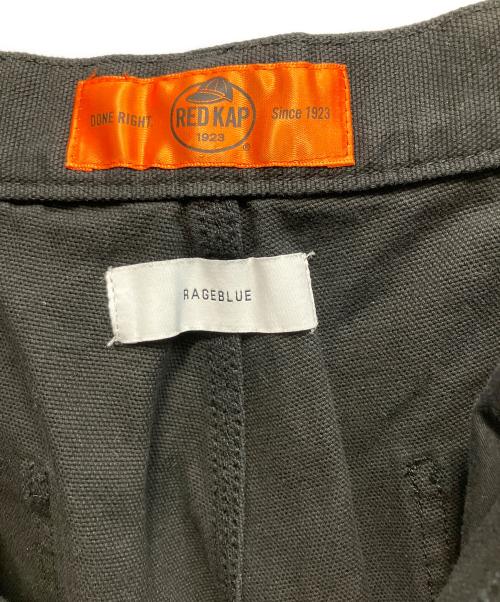 DONE RIGHT.
RED KAP
1923
®
Since 1923
RAGEBLUE